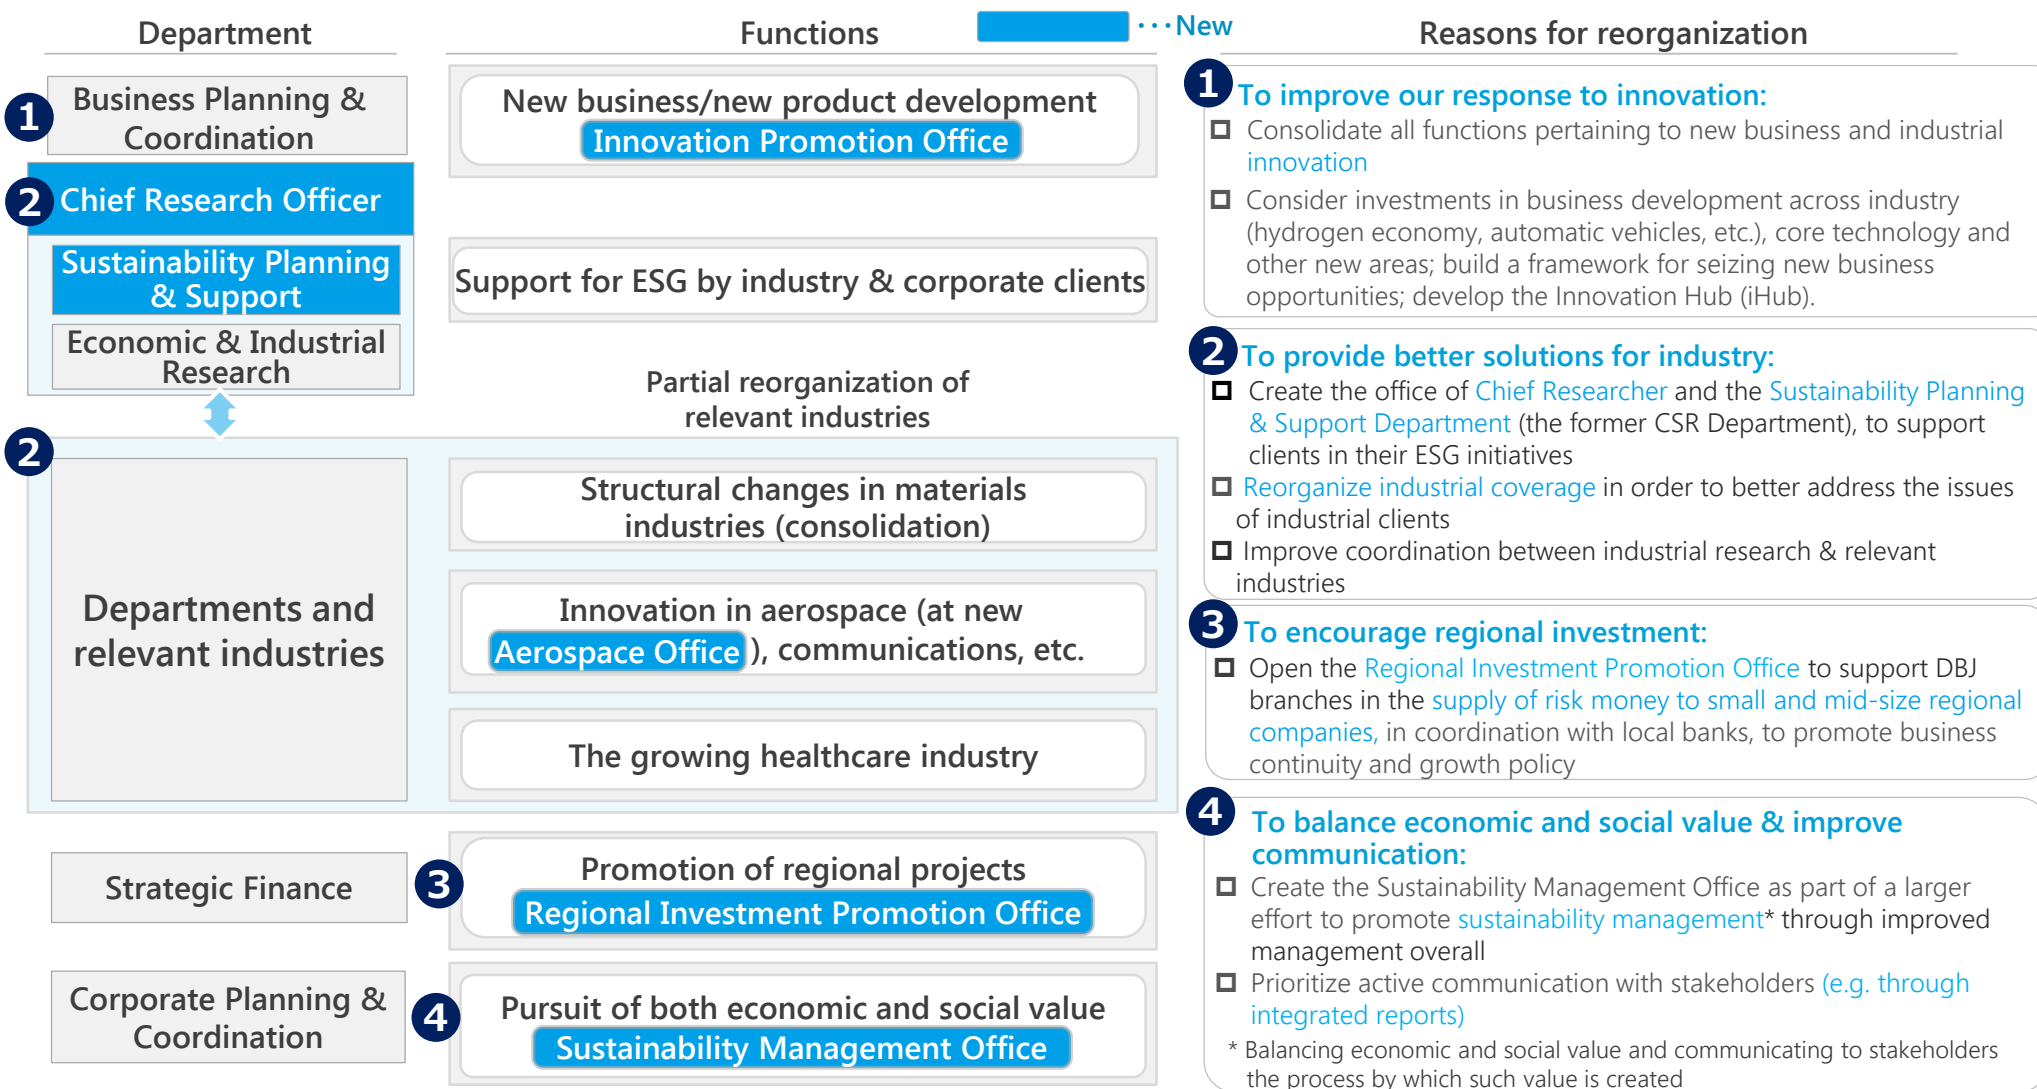 Department
Functions
···New
Reasons for reorganization
1
Business Planning &
Coordination
New business/new product development
Innovation Promotion Office
2
Chief Research Officer
Sustainability Planning
& Support
Economic & Industrial
Research
Support for ESG by industry & corporate clients
Partial reorganization of
relevant industries
2
Departments and
relevant industries
Structural changes in materials
industries (consolidation)
Innovation in aerospace (at new
Aerospace Office), communications, etc.
The growing healthcare industry
Strategic Finance
3
Promotion of regional projects
Regional Investment Promotion Office
Corporate Planning &
Coordination
4
Pursuit of both economic and social value
Sustainability Management Office
1
To improve our response to innovation:
Consolidate all functions pertaining to new business and industrial
innovation
Consider investments in business development across industry
(hydrogen economy, automatic vehicles, etc.), core technology and
other new areas; build a framework for seizing new business
opportunities; develop the Innovation Hub (iHub).
2
To provide better solutions for industry:
Create the office of Chief Researcher and the Sustainability Planning
& Support Department (the former CSR Department), to support
clients in their ESG initiatives
Reorganize industrial coverage in order to better address the issues
of industrial clients
Improve coordination between industrial research & relevant
industries
3
To encourage regional investment:
Open the Regional Investment Promotion Office to support DBJ
branches in the supply of risk money to small and mid-size regional
companies, in coordination with local banks, to promote business
continuity and growth policy
4
To balance economic and social value & improve
communication:
Create the Sustainability Management Office as part of a larger
effort to promote sustainability management* through improved
management overall
Prioritize active communication with stakeholders (e.g. through
integrated reports)
* Balancing economic and social value and communicating to stakeholders
the process by which such value is created